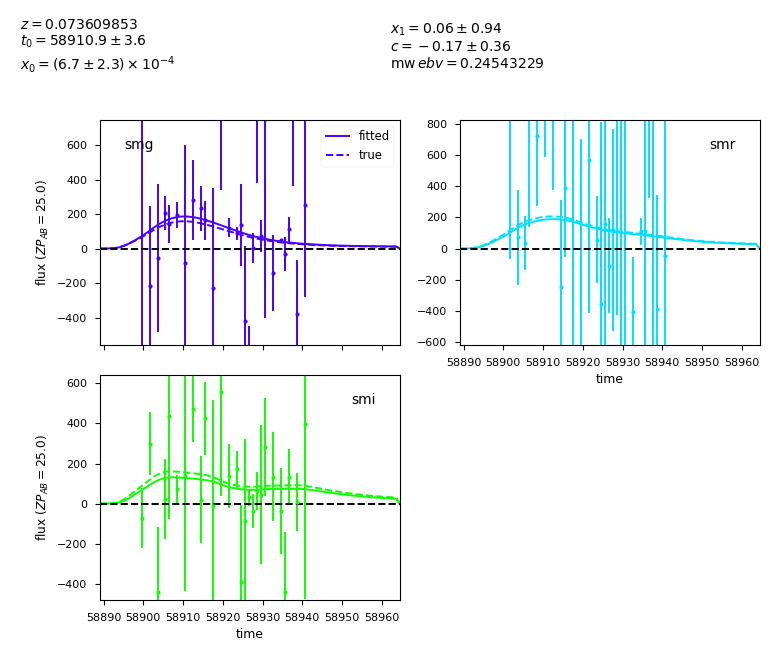 z = 0.073609853
t₀ = 58910.9 ± 3.6
x₀ = (6.7 ± 2.3) × 10⁻⁴
x₁ = 0.06 ± 0.94
c = −0.17 ± 0.36
mw ebv = 0.24543229
smg
fitted
true
600
400
200
0
−200
−400
flux (ZP_AB = 25.0)
smr
800
600
400
200
0
−200
−400
−600
58890 58900 58910 58920 58930 58940 58950 58960
time
smi
600
400
200
0
−200
−400
flux (ZP_AB = 25.0)
58890 58900 58910 58920 58930 58940 58950 58960
time